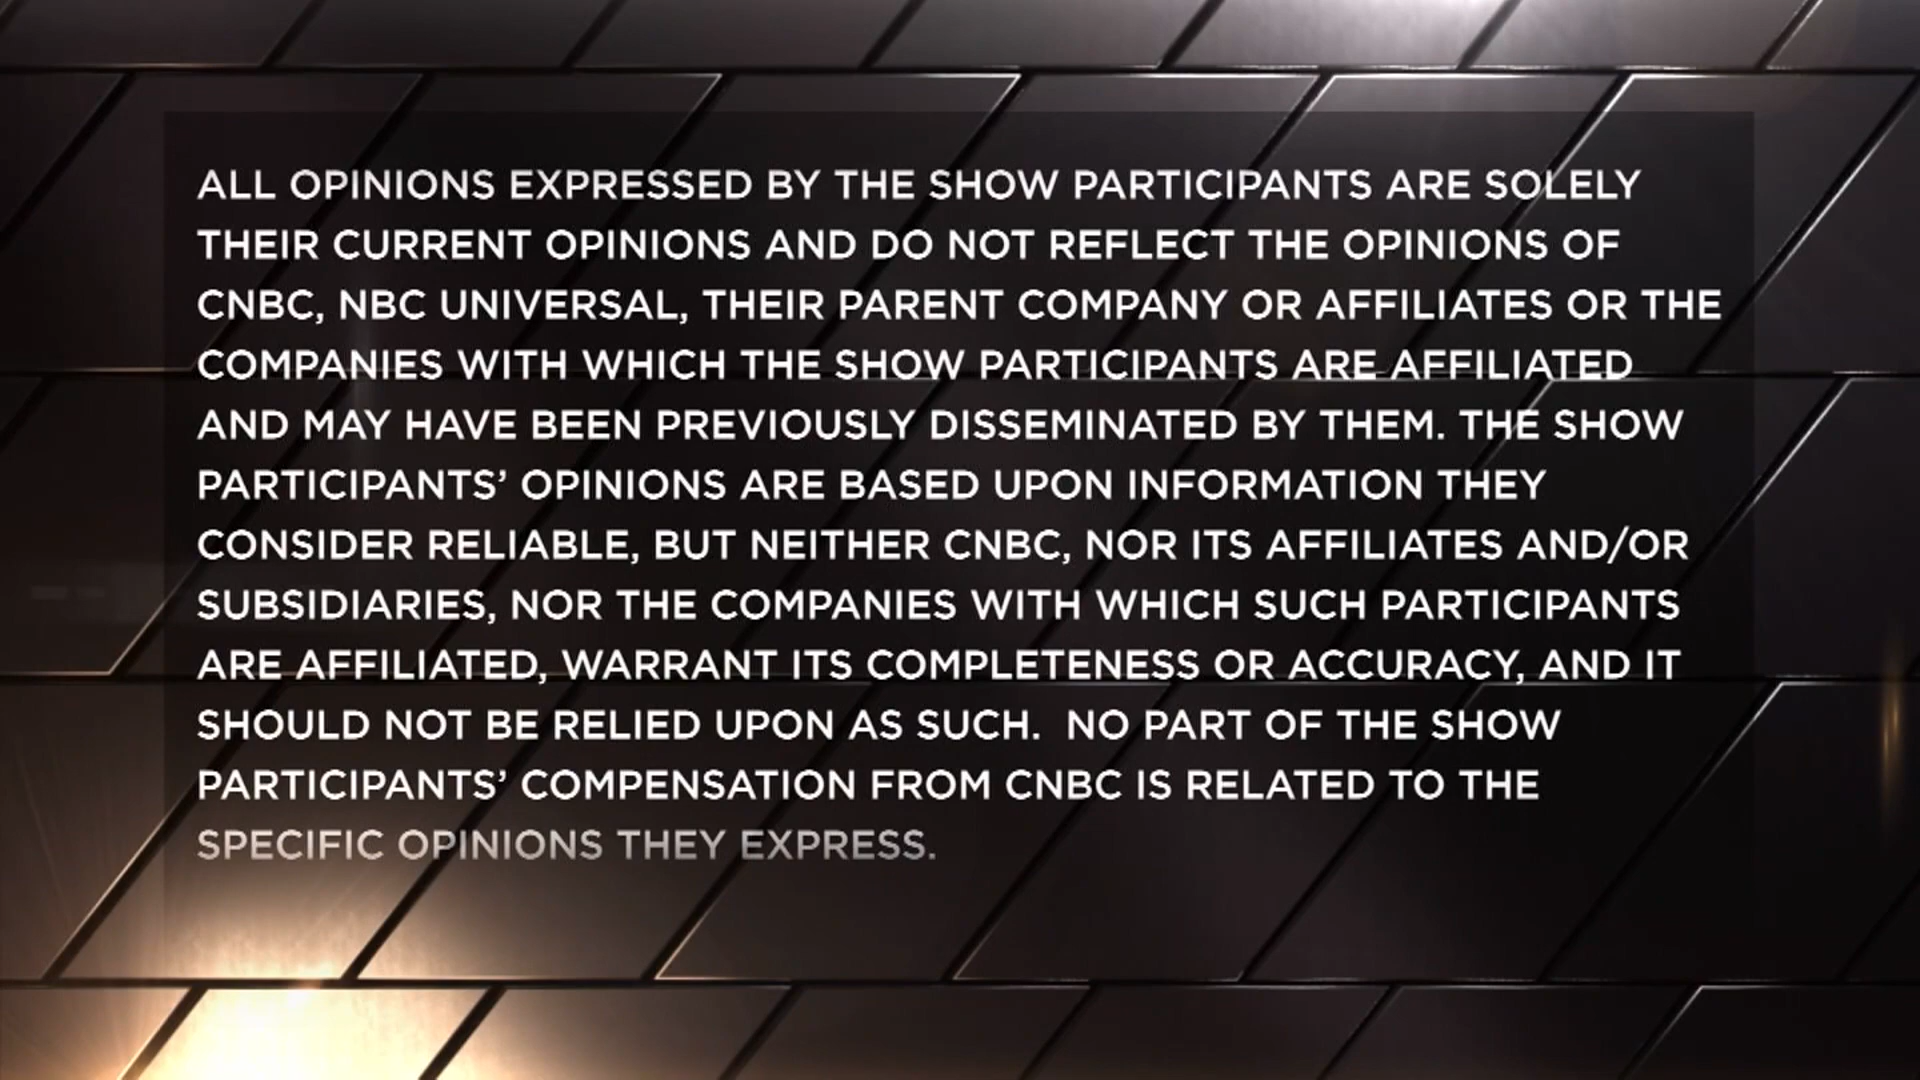 ALL OPINIONS EXPRESSED BY THE SHOW PARTICIPANTS ARE SOLELY
THEIR CURRENT OPINIONS AND DO NOT REFLECT THE OPINIONS OF
CNBC, NBC UNIVERSAL, THEIR PARENT COMPANY OR AFFILIATES OR THE
COMPANIES WITH WHICH THE SHOW PARTICIPANTS ARE AFFILIATED
AND MAY HAVE BEEN PREVIOUSLY DISSEMINATED BY THEM. THE SHOW
PARTICIPANTS’ OPINIONS ARE BASED UPON INFORMATION THEY
CONSIDER RELIABLE, BUT NEITHER CNBC, NOR ITS AFFILIATES AND/OR
SUBSIDIARIES, NOR THE COMPANIES WITH WHICH SUCH PARTICIPANTS
ARE AFFILIATED, WARRANT ITS COMPLETENESS OR ACCURACY, AND IT
SHOULD NOT BE RELIED UPON AS SUCH.  NO PART OF THE SHOW
PARTICIPANTS’ COMPENSATION FROM CNBC IS RELATED TO THE
SPECIFIC OPINIONS THEY EXPRESS.